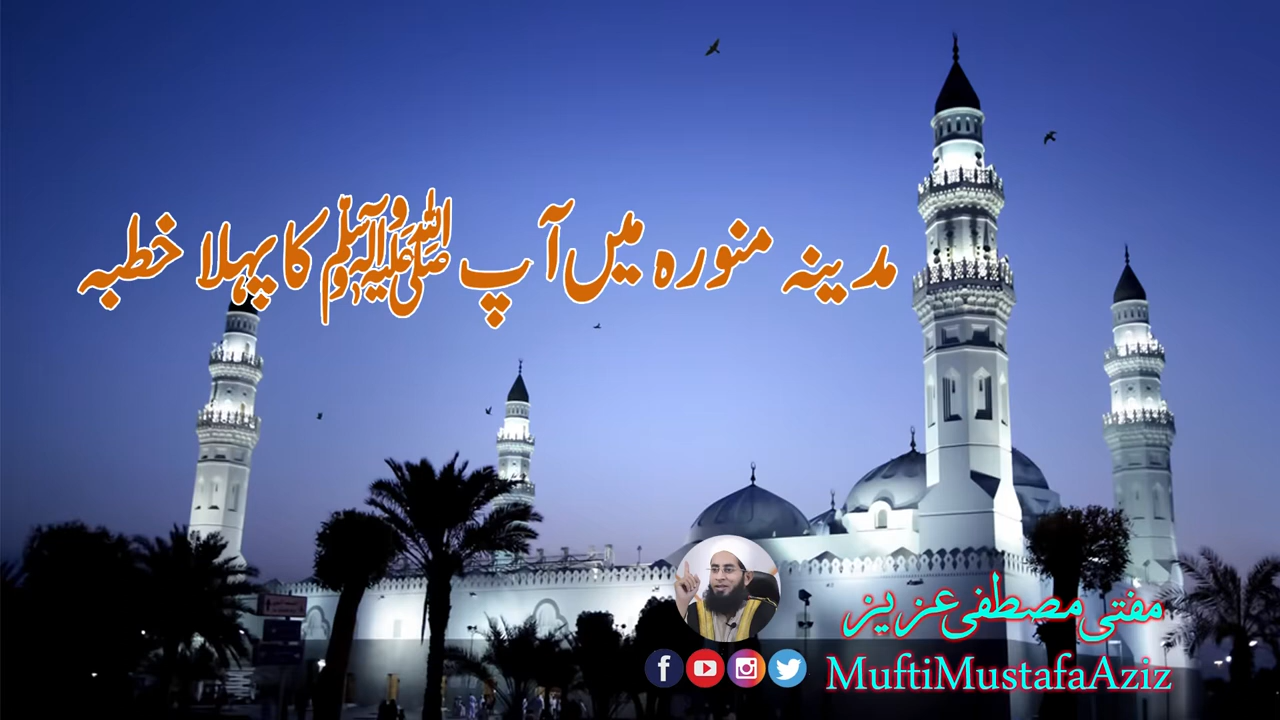 مدینہ منورہ میں آپ ﷺ کا پہلا خطبہ
مفتی مصطفی عزیز
MuftiMustafaAziz